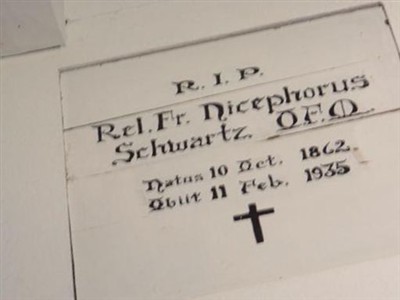 R. I. P.
Rel. Fr. Nicephorus
Schwartz. O.F.M.
Natus 10 Oct. 1862.
Obiit 11 Feb. 1935